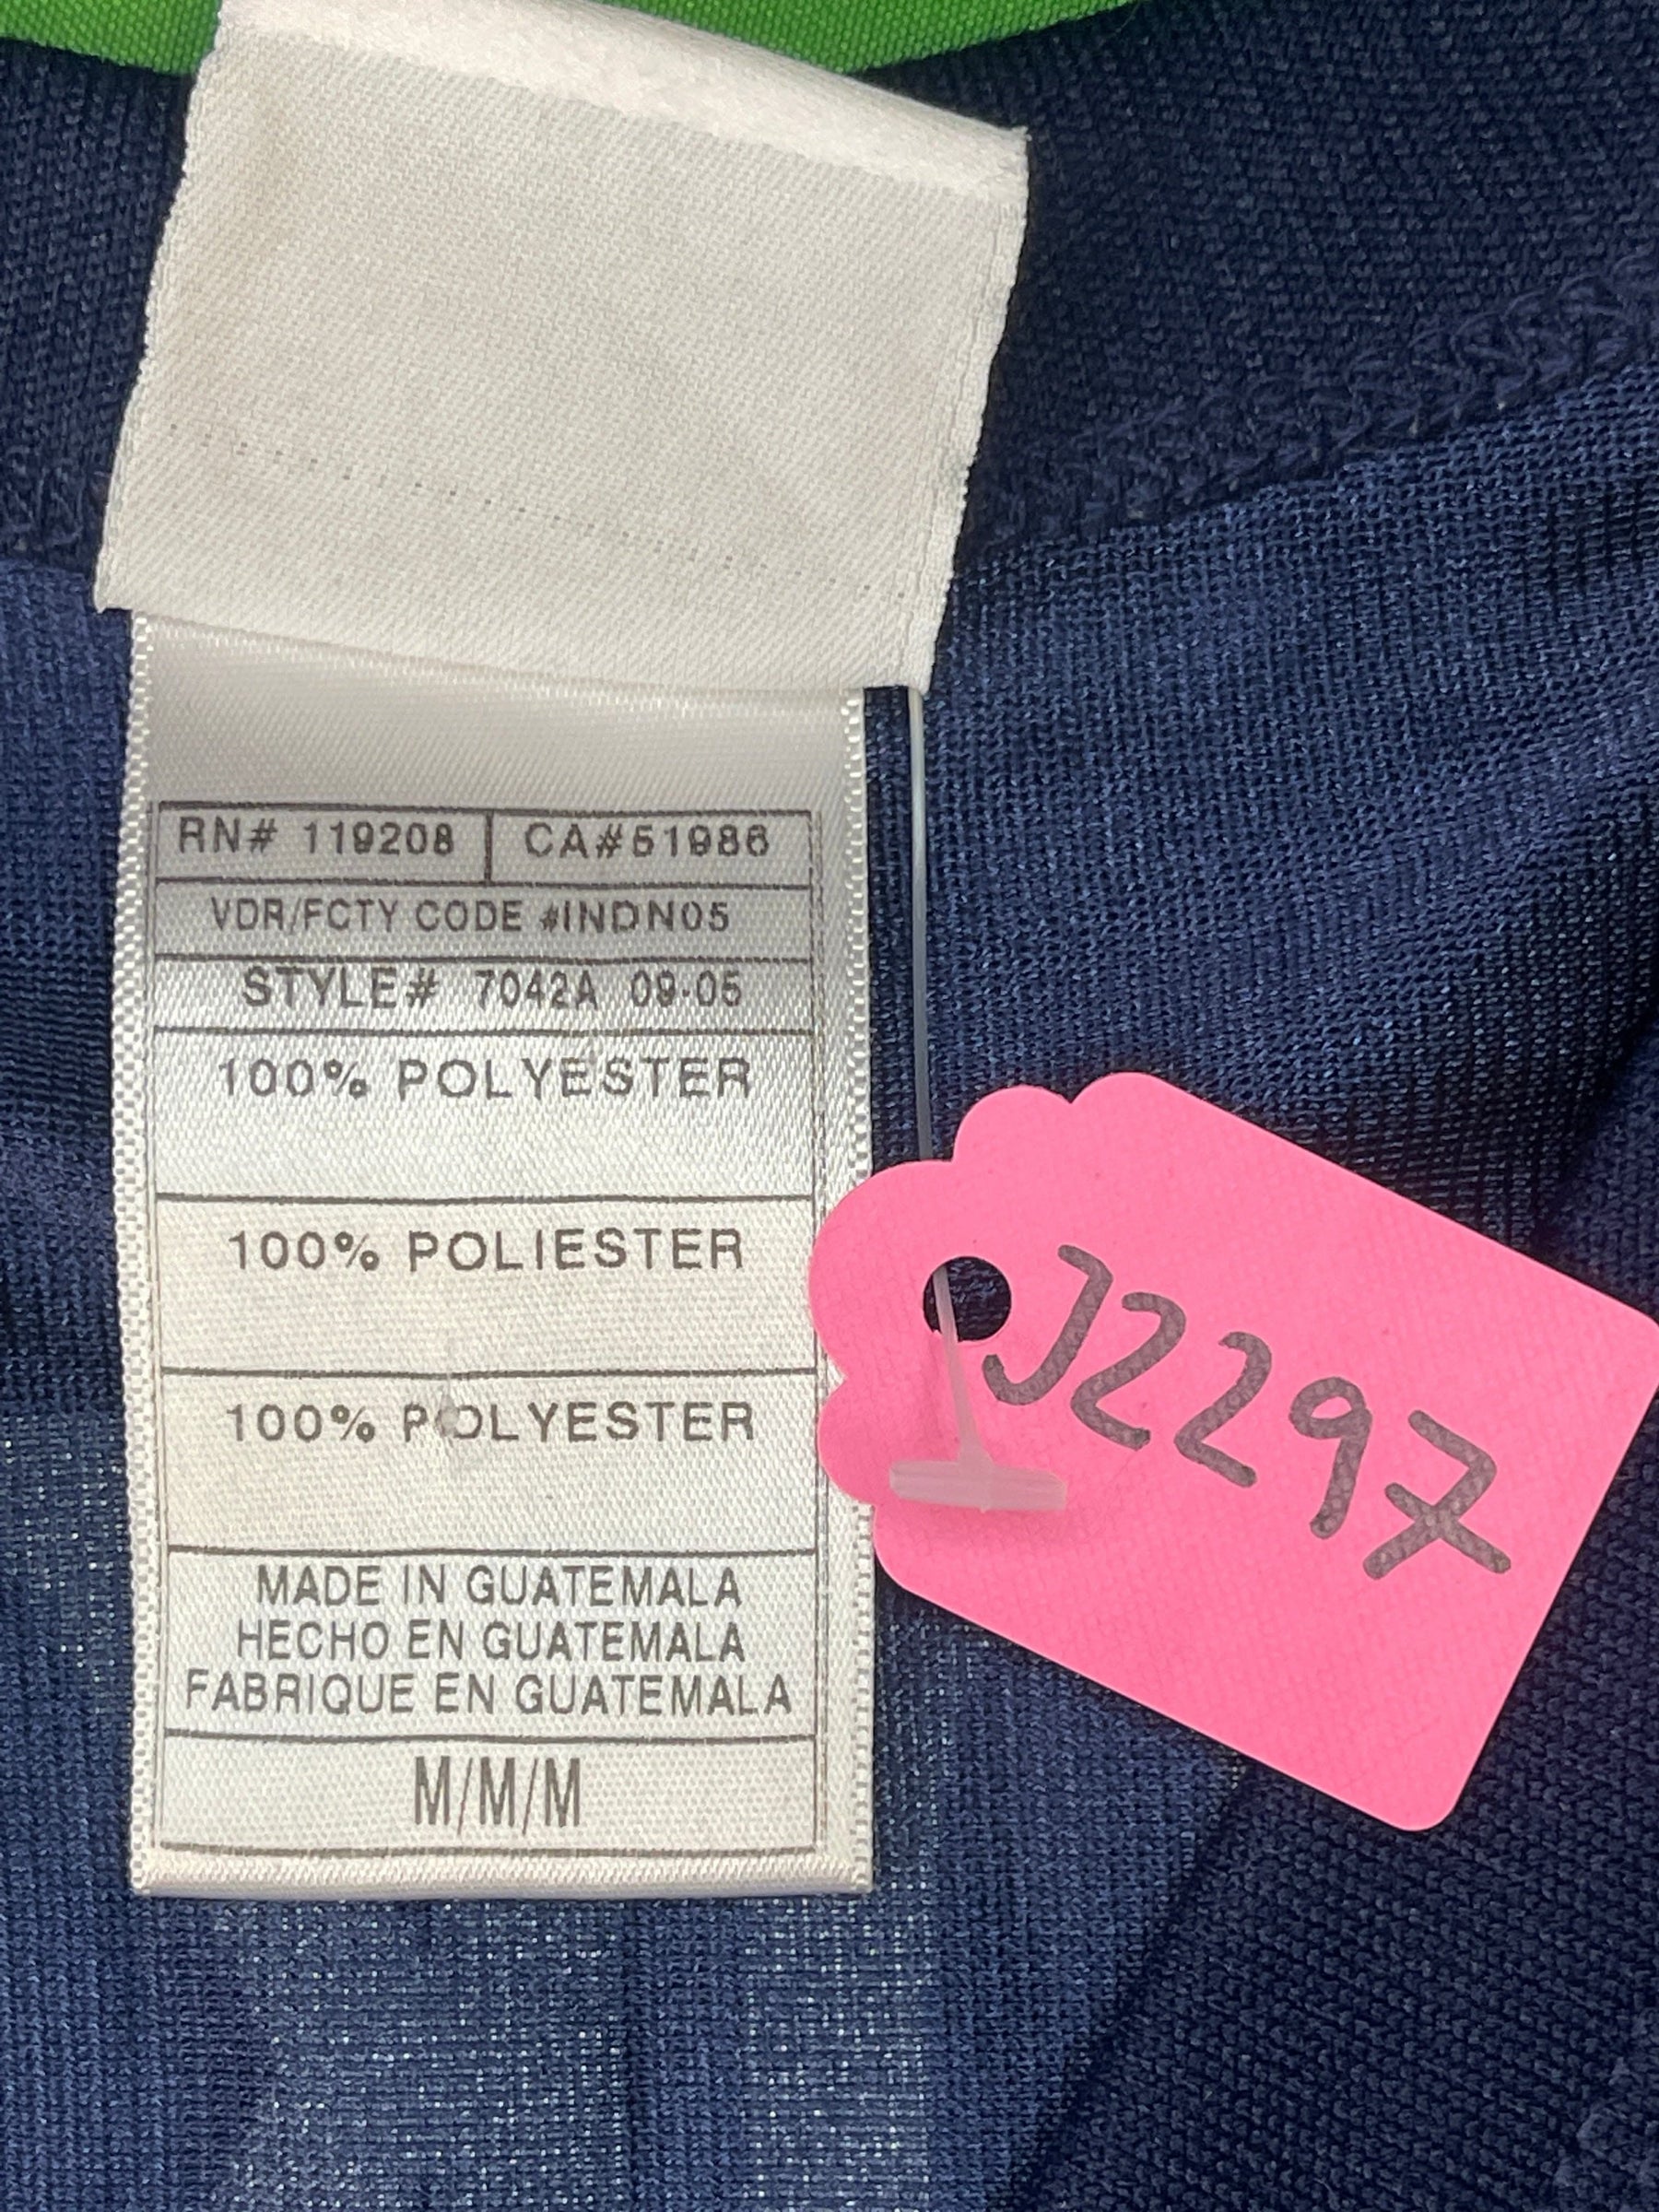 RN# 119208 CA#51986
VDR/FCTY CODE #INDN05
STYLE# 7042A 09-05
100% POLYESTER
100% POLIESTER
100% POLYESTER
MADE IN GUATEMALA
HECHO EN GUATEMALA
FABRIQUE EN GUATEMALA
M/M/M
J2297